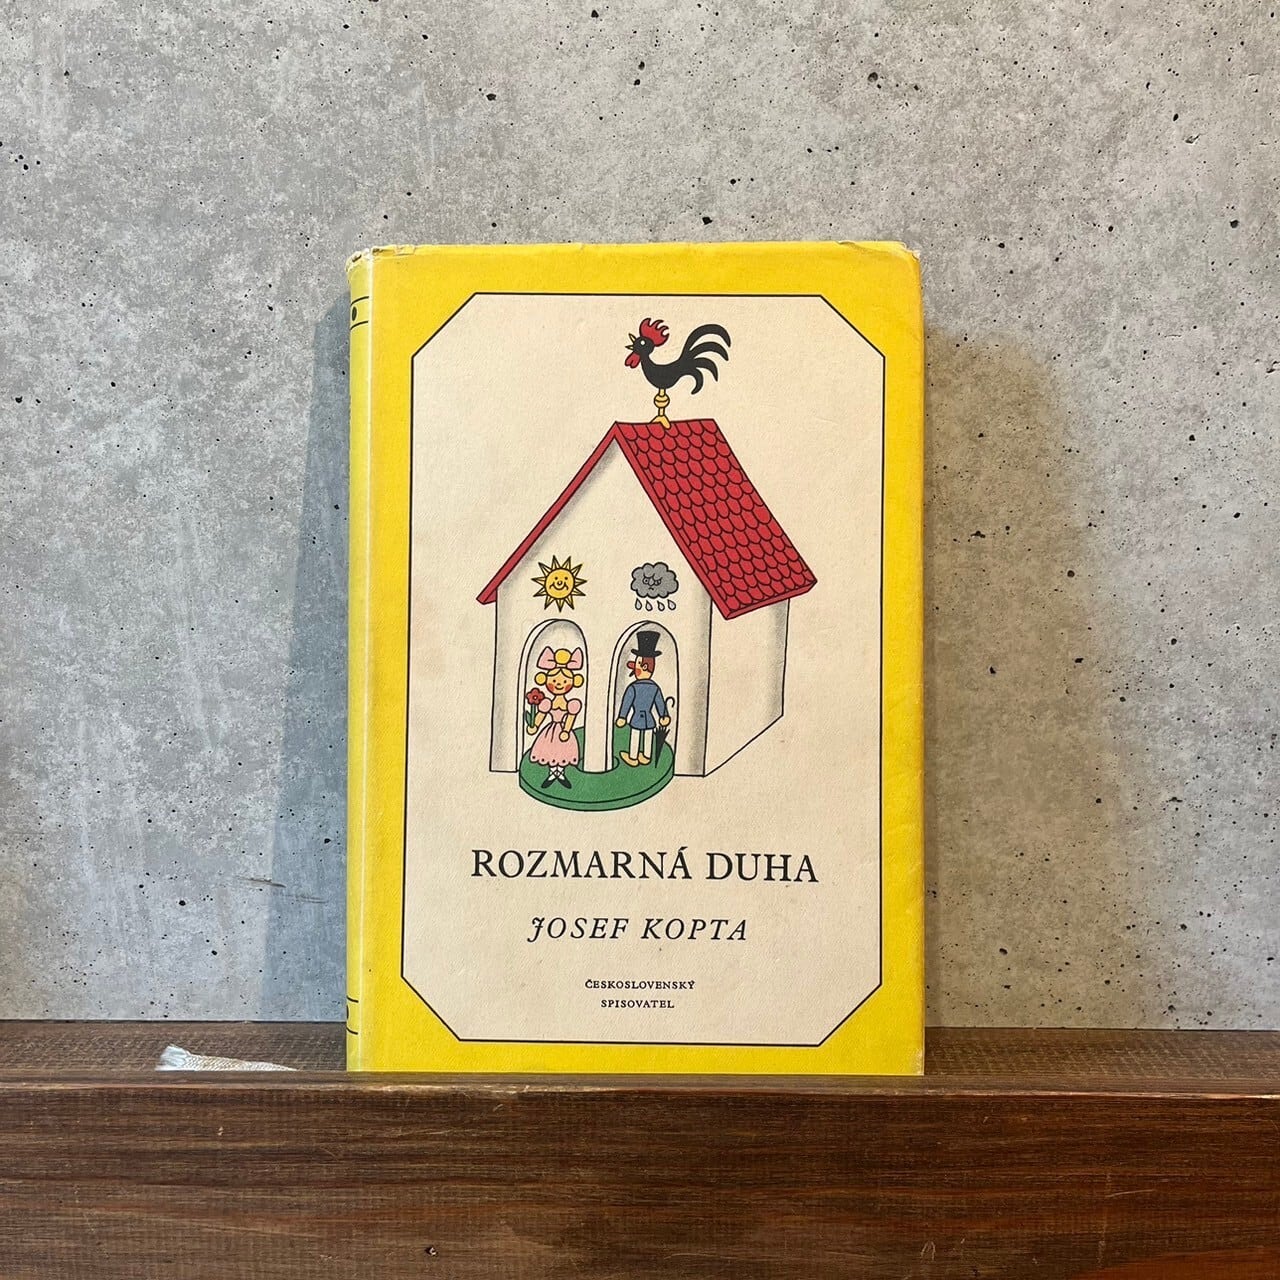 ROZMARNÁ DUHA
JOSEF KOPTA
ČESKOSLOVENSKÝ
SPISOVATEL